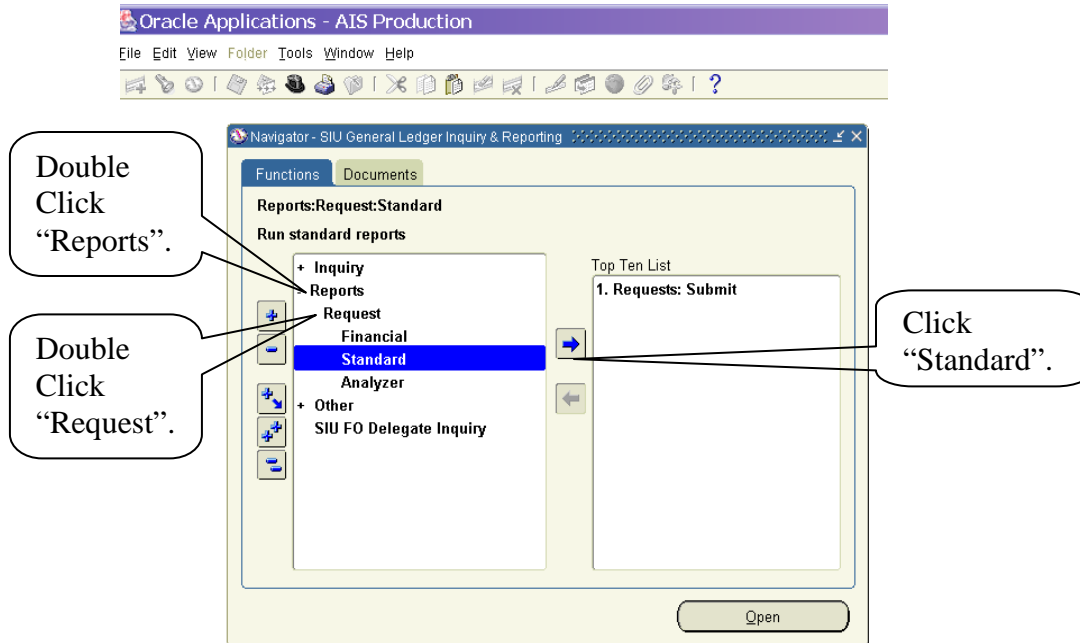 Oracle Applications - AIS Production
File Edit View Folder Tools Window Help
Navigator - SIU General Ledger Inquiry & Reporting
Functions Documents
Reports:Request:Standard
Run standard reports
+ Inquiry
- Reports
- Request
Financial
Standard
Analyzer
+ Other
SIU FO Delegate Inquiry
Top Ten List
1. Requests: Submit
Open
Double
Click
“Reports”.
Double
Click
“Request”.
Click
“Standard”.